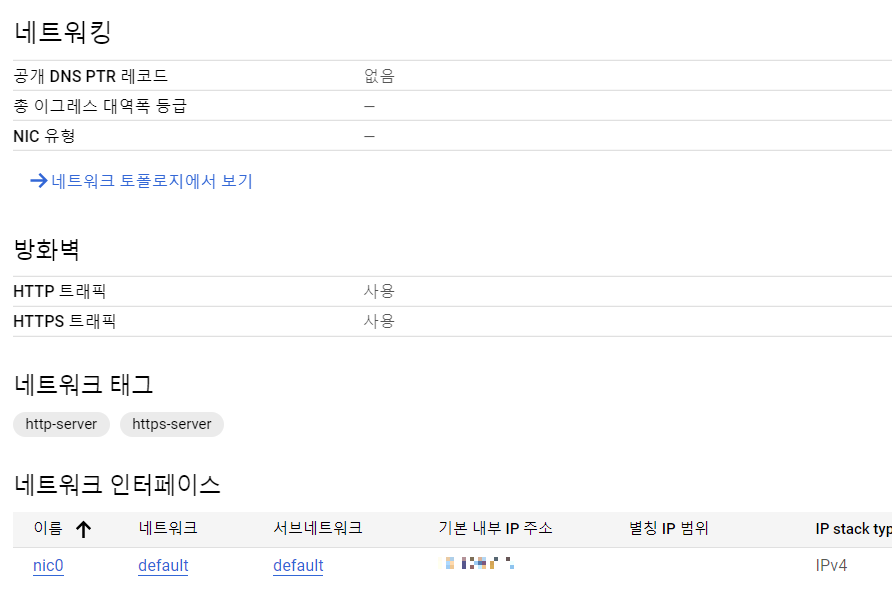 네트워킹
공개 DNS PTR 레코드 없음
총 이그레스 대역폭 등급 —
NIC 유형 —
네트워크 토폴로지에서 보기
방화벽
HTTP 트래픽 사용
HTTPS 트래픽 사용
네트워크 태그
http-server https-server
네트워크 인터페이스
이름 네트워크 서브네트워크 기본 내부 IP 주소 별칭 IP 범위 IP stack typ
nic0 default default IPv4